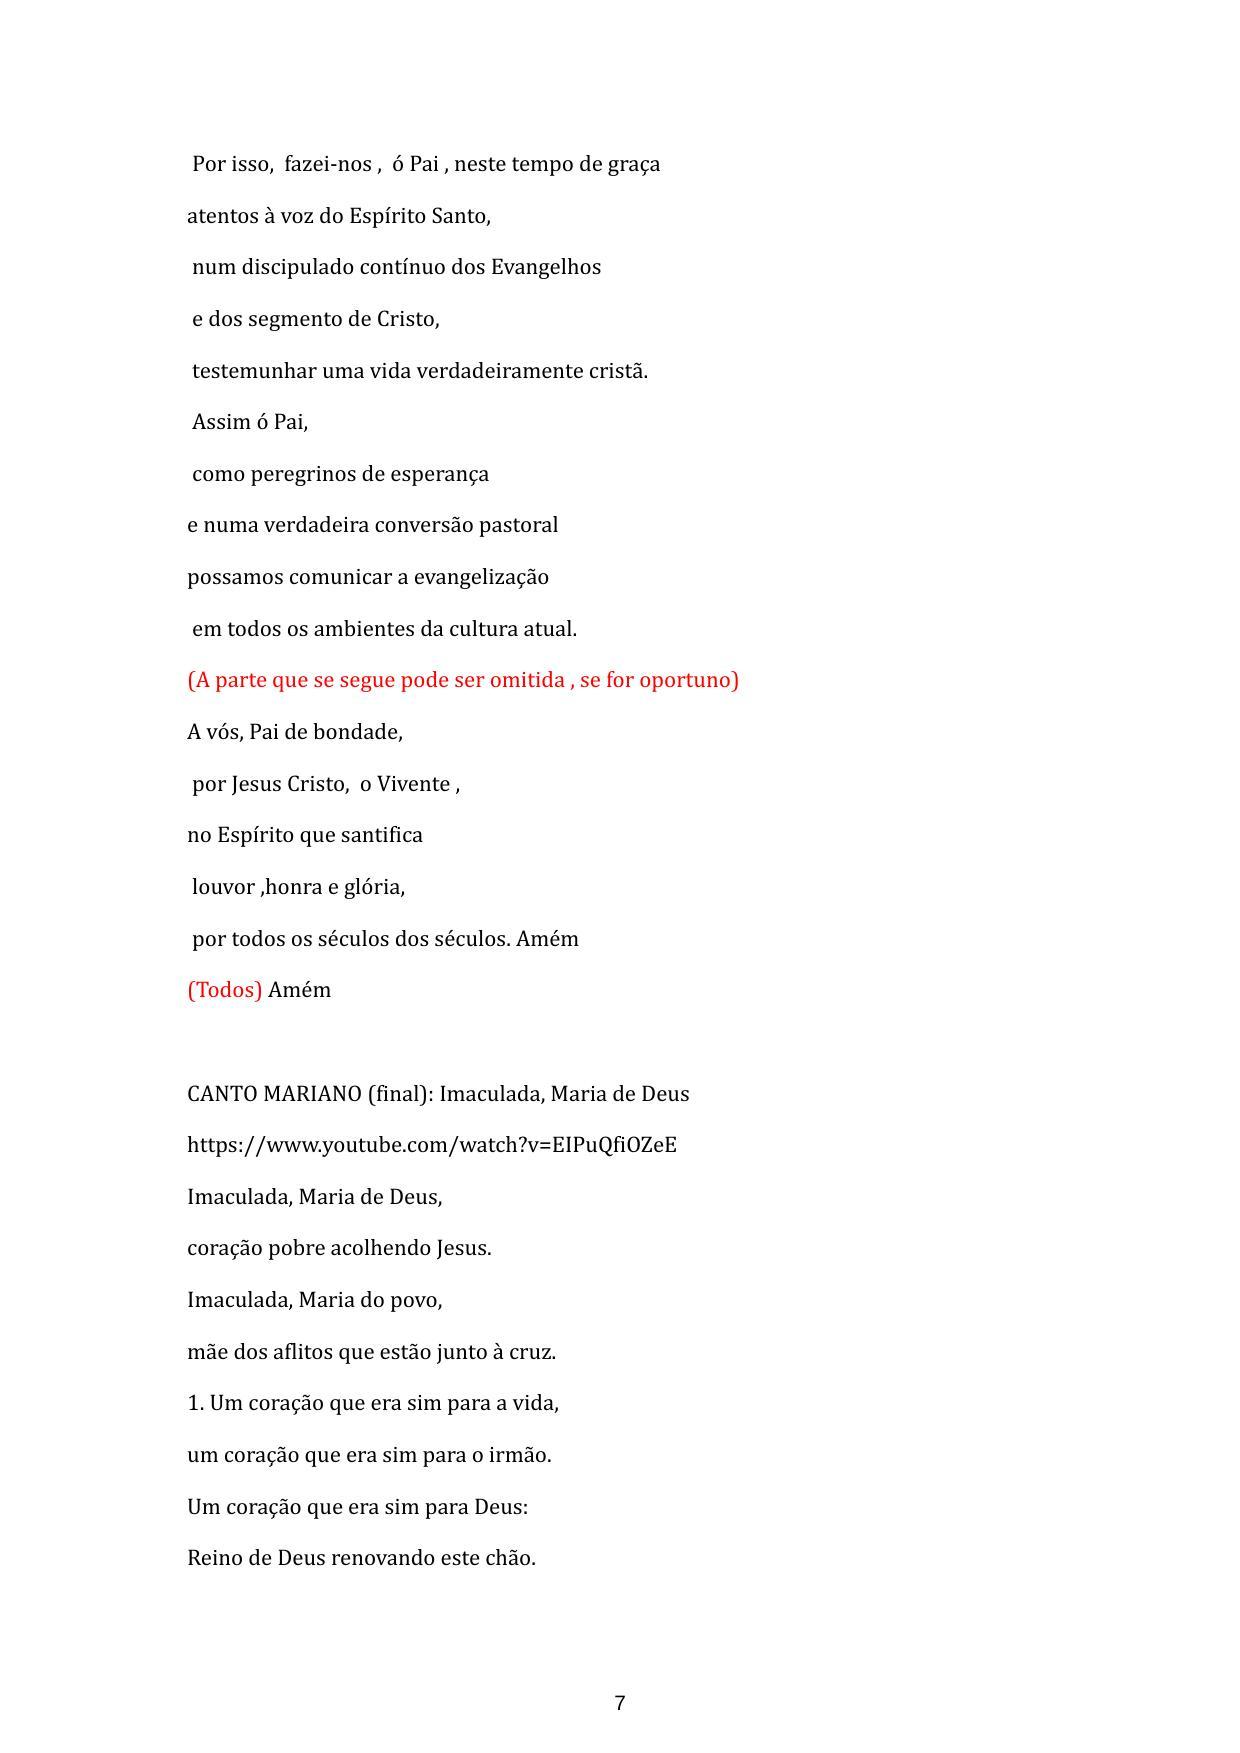 Por isso,  fazei-nos ,  ó Pai , neste tempo de graça
atentos à voz do Espírito Santo,
num discipulado contínuo dos Evangelhos
e dos segmento de Cristo,
testemunhar uma vida verdadeiramente cristã.
Assim ó Pai,
como peregrinos de esperança
e numa verdadeira conversão pastoral
possamos comunicar a evangelização
em todos os ambientes da cultura atual.
(A parte que se segue pode ser omitida , se for oportuno)
A vós, Pai de bondade,
por Jesus Cristo,  o Vivente ,
no Espírito que santifica
louvor ,honra e glória,
por todos os séculos dos séculos. Amém
(Todos) Amém
CANTO MARIANO (final): Imaculada, Maria de Deus
https://www.youtube.com/watch?v=EIPuQfiOZeE
Imaculada, Maria de Deus,
coração pobre acolhendo Jesus.
Imaculada, Maria do povo,
mãe dos aflitos que estão junto à cruz.
1. Um coração que era sim para a vida,
um coração que era sim para o irmão.
Um coração que era sim para Deus:
Reino de Deus renovando este chão.
7